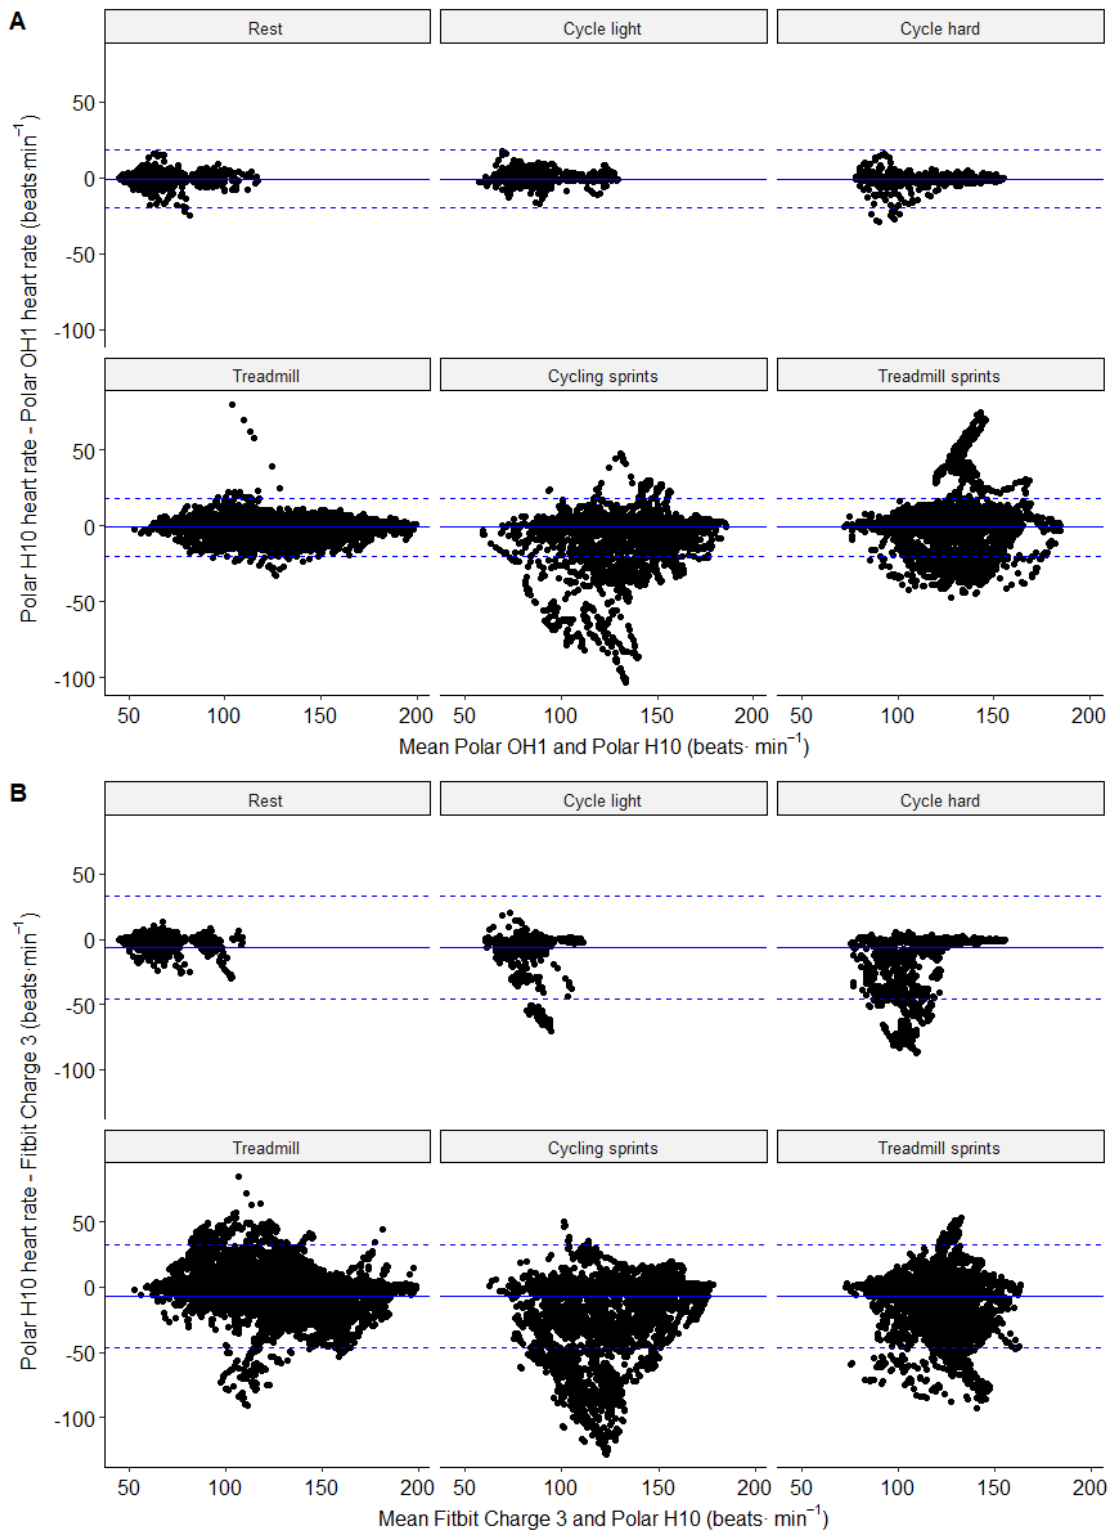 A
Rest Cycle light Cycle hard
50
0
-50
-100
Polar H10 heart rate - Polar OH1 heart rate (beats·min⁻¹)
Treadmill Cycling sprints Treadmill sprints
50
0
-50
-100
50 100 150 200 50 100 150 200 50 100 150 200
Mean Polar OH1 and Polar H10 (beats· min⁻¹)
B
Rest Cycle light Cycle hard
50
0
-50
-100
Polar H10 heart rate - Fitbit Charge 3 (beats·min⁻¹)
Treadmill Cycling sprints Treadmill sprints
50
0
-50
-100
50 100 150 200 50 100 150 200 50 100 150 200
Mean Fitbit Charge 3 and Polar H10 (beats· min⁻¹)